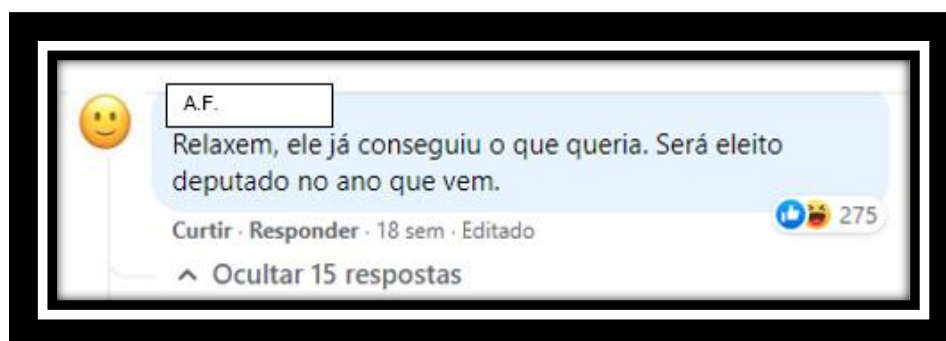 A.F.
Relaxem, ele já conseguiu o que queria. Será eleito
deputado no ano que vem.
Curtir · Responder · 18 sem · Editado
275
Ocultar 15 respostas